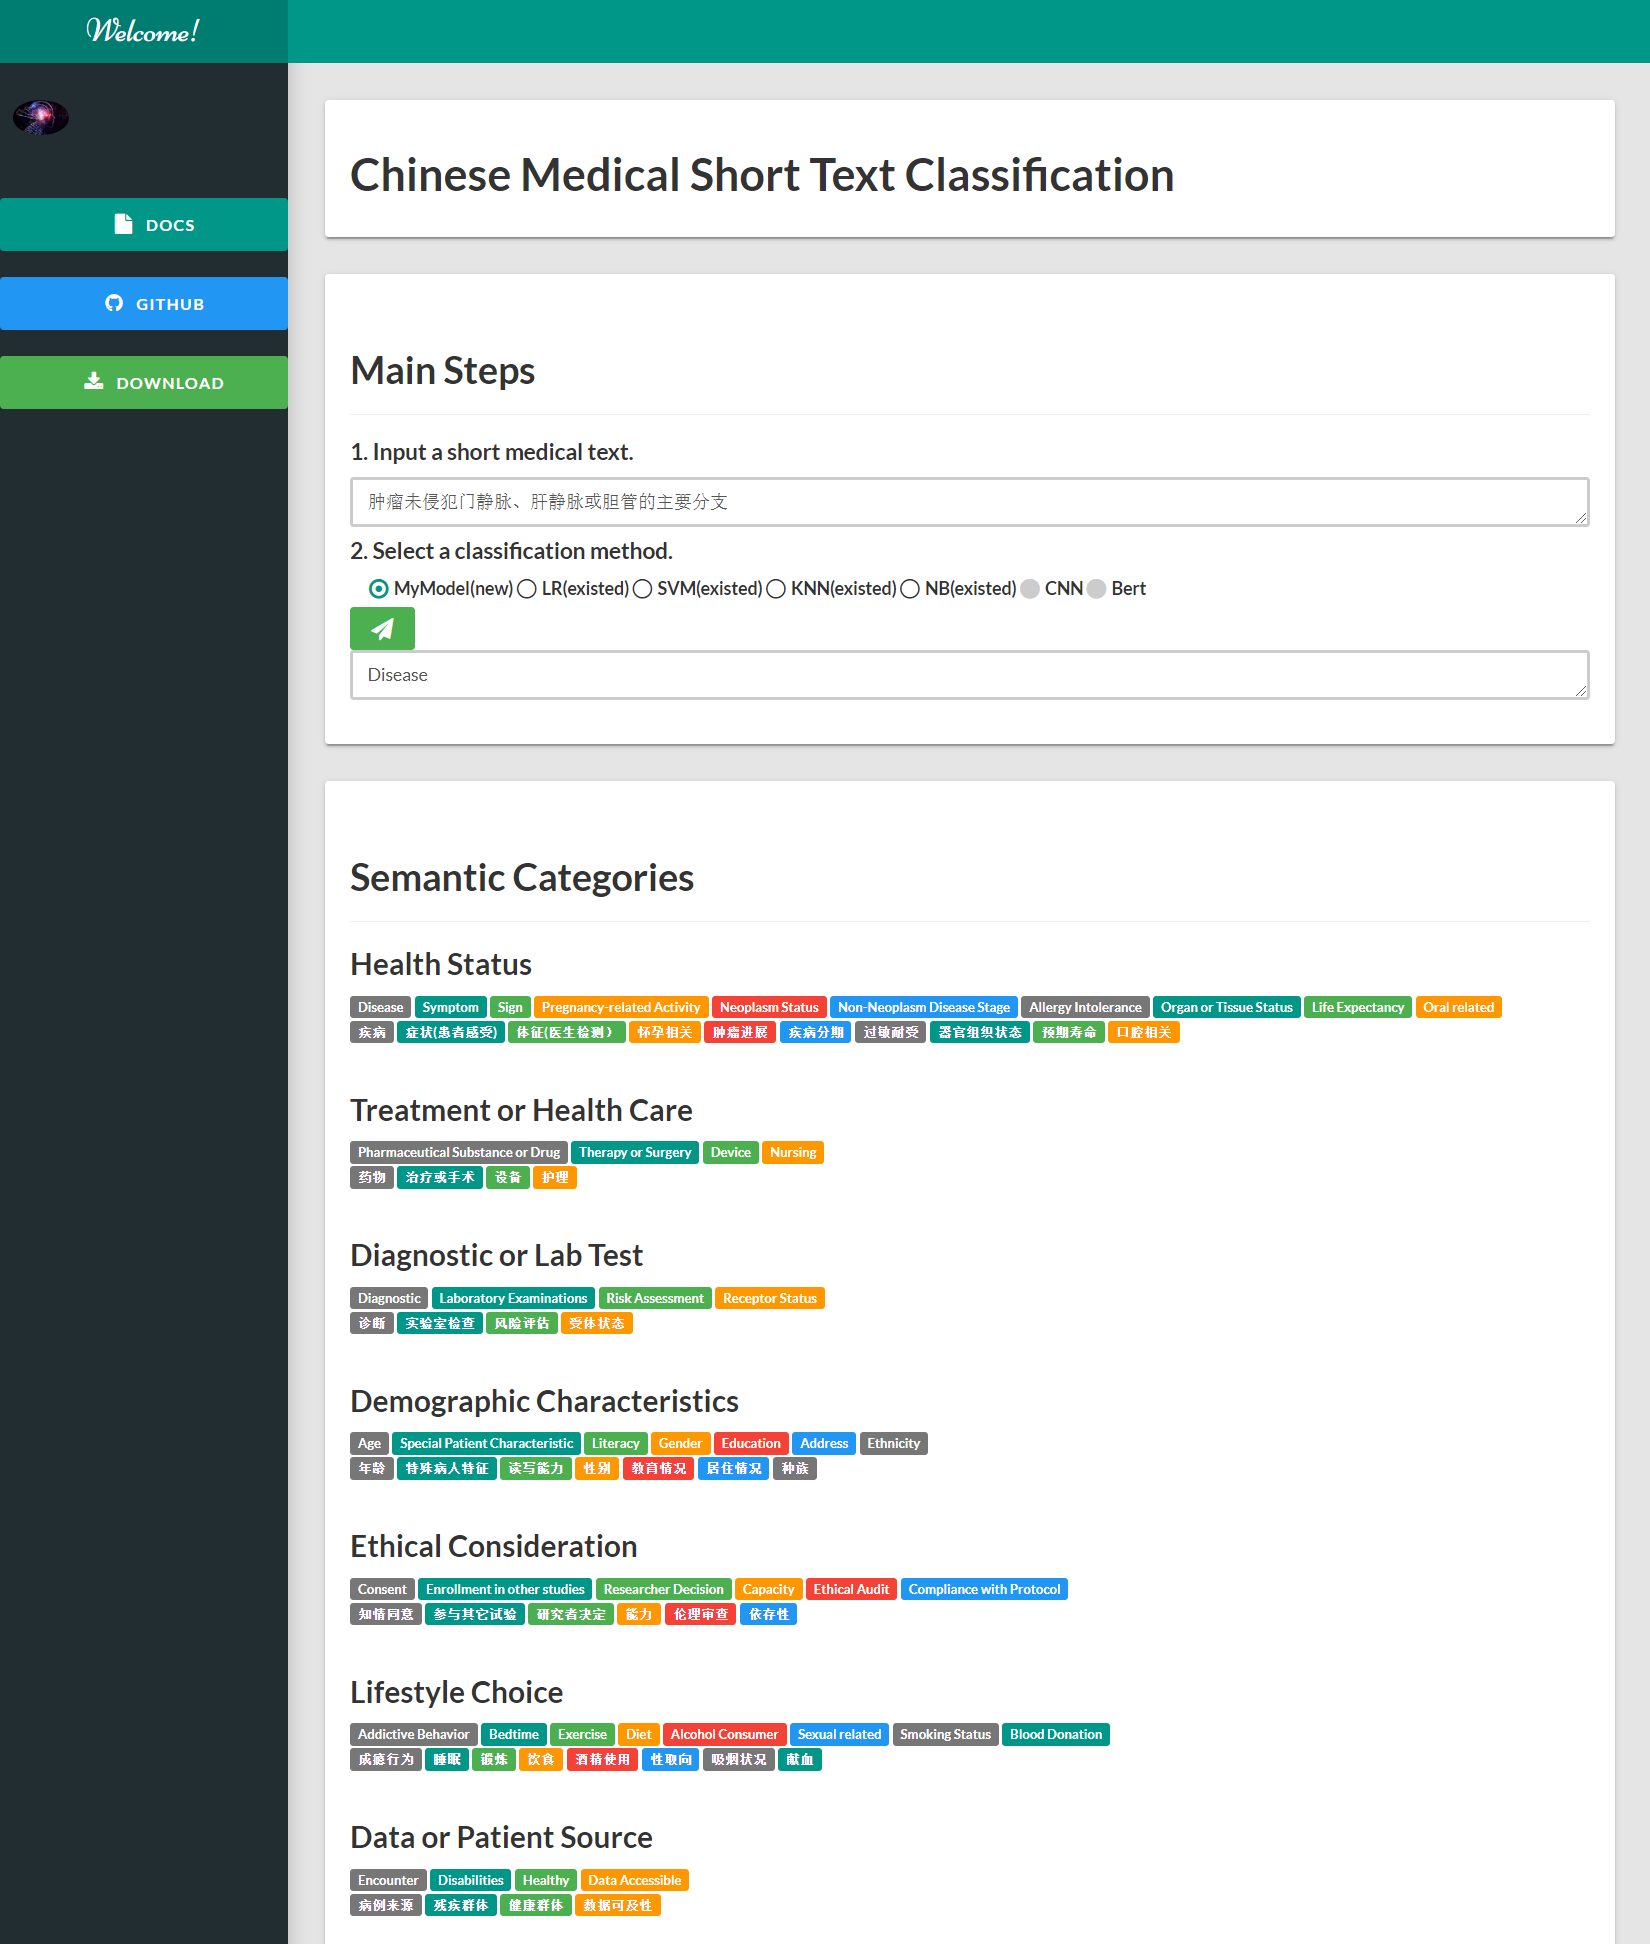 Welcome!
DOCS
GITHUB
DOWNLOAD
Chinese Medical Short Text Classification
Main Steps
1. Input a short medical text.
肿瘤未侵犯门静脉、肝静脉或胆管的主要分支
2. Select a classification method.
MyModel(new) LR(existed) SVM(existed) KNN(existed) NB(existed) CNN Bert
Disease
Semantic Categories
Health Status
Disease Symptom Sign Pregnancy-related Activity Neoplasm Status Non-Neoplasm Disease Stage Allergy Intolerance Organ or Tissue Status Life Expectancy Oral related
疾病 症状(患者感受) 体征(医生检测） 怀孕相关 肿瘤进展 疾病分期 过敏耐受 器官组织状态 预期寿命 口腔相关
Treatment or Health Care
Pharmaceutical Substance or Drug Therapy or Surgery Device Nursing
药物 治疗或手术 设备 护理
Diagnostic or Lab Test
Diagnostic Laboratory Examinations Risk Assessment Receptor Status
诊断 实验室检查 风险评估 受体状态
Demographic Characteristics
Age Special Patient Characteristic Literacy Gender Education Address Ethnicity
年龄 特殊病人特征 读写能力 性别 教育情况 居住情况 种族
Ethical Consideration
Consent Enrollment in other studies Researcher Decision Capacity Ethical Audit Compliance with Protocol
知情同意 参与其它试验 研究者决定 能力 伦理审查 依存性
Lifestyle Choice
Addictive Behavior Bedtime Exercise Diet Alcohol Consumer Sexual related Smoking Status Blood Donation
成瘾行为 睡眠 锻炼 饮食 酒精使用 性取向 吸烟状况 献血
Data or Patient Source
Encounter Disabilities Healthy Data Accessible
病例来源 残疾群体 健康群体 数据可及性